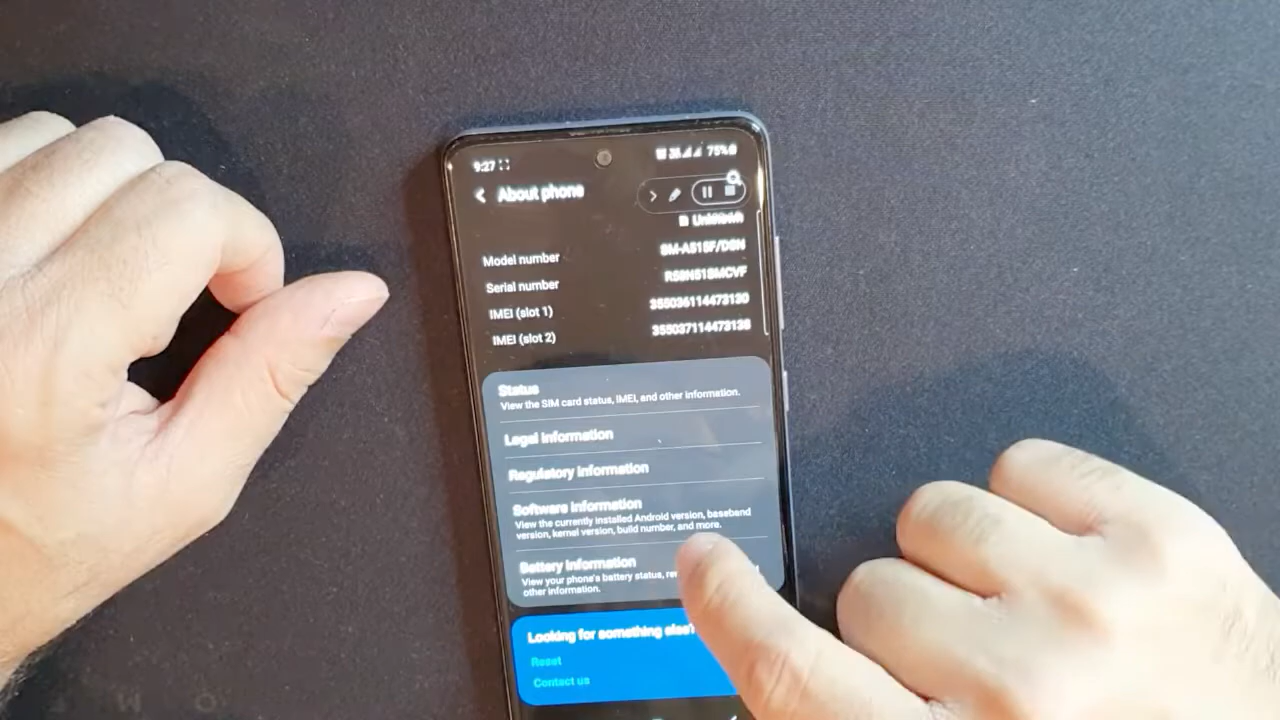 9:27
75%
About phone
Unknown
Model number
SM-A515F/DSN
Serial number
R58N51SMCVF
IMEI (slot 1)
355036114473130
IMEI (slot 2)
355037114473138
Status
View the SIM card status, IMEI, and other information.
Legal information
Regulatory information
Software information
View the currently installed Android version, baseband
version, kernel version, build number, and more.
Battery information
View your phone's battery status,
other information.
Looking for something else?
Reset
Contact us